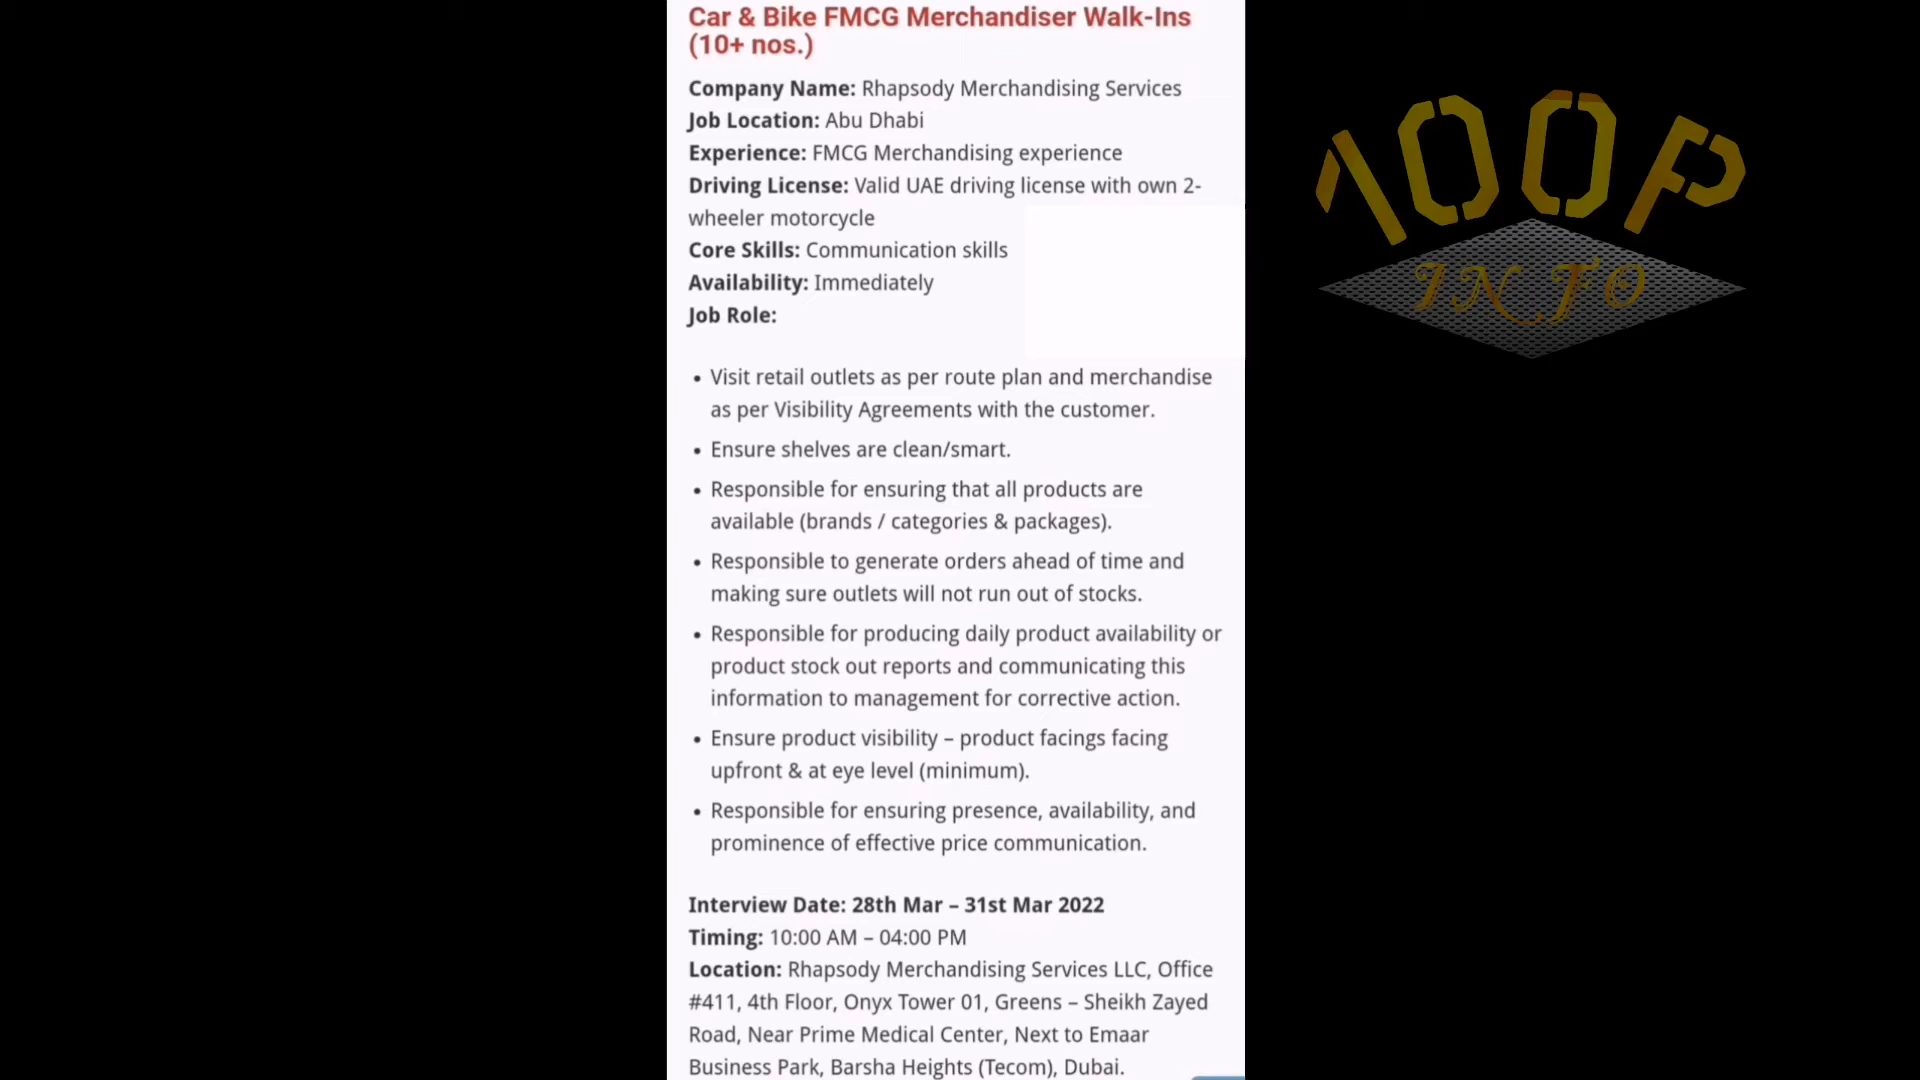 Car & Bike FMCG Merchandiser Walk-Ins
(10+ nos.)
Company Name: Rhapsody Merchandising Services
Job Location: Abu Dhabi
Experience: FMCG Merchandising experience
Driving License: Valid UAE driving license with own 2-
wheeler motorcycle
Core Skills: Communication skills
Availability: Immediately
Job Role:
• Visit retail outlets as per route plan and merchandise
as per Visibility Agreements with the customer.
• Ensure shelves are clean/smart.
• Responsible for ensuring that all products are
available (brands / categories & packages).
• Responsible to generate orders ahead of time and
making sure outlets will not run out of stocks.
• Responsible for producing daily product availability or
product stock out reports and communicating this
information to management for corrective action.
• Ensure product visibility – product facings facing
upfront & at eye level (minimum).
• Responsible for ensuring presence, availability, and
prominence of effective price communication.
Interview Date: 28th Mar – 31st Mar 2022
Timing: 10:00 AM – 04:00 PM
Location: Rhapsody Merchandising Services LLC, Office
#411, 4th Floor, Onyx Tower 01, Greens – Sheikh Zayed
Road, Near Prime Medical Center, Next to Emaar
Business Park, Barsha Heights (Tecom), Dubai.
100P
INFO